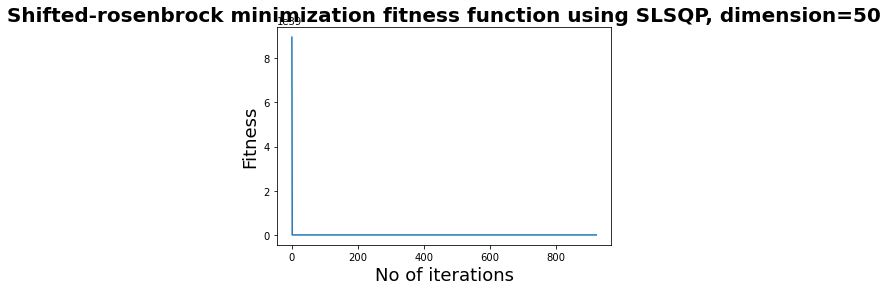 Shifted-rosenbrock minimization fitness function using SLSQP, dimension=50
1e39
8
6
4
2
0
Fitness
0 200 400 600 800
No of iterations